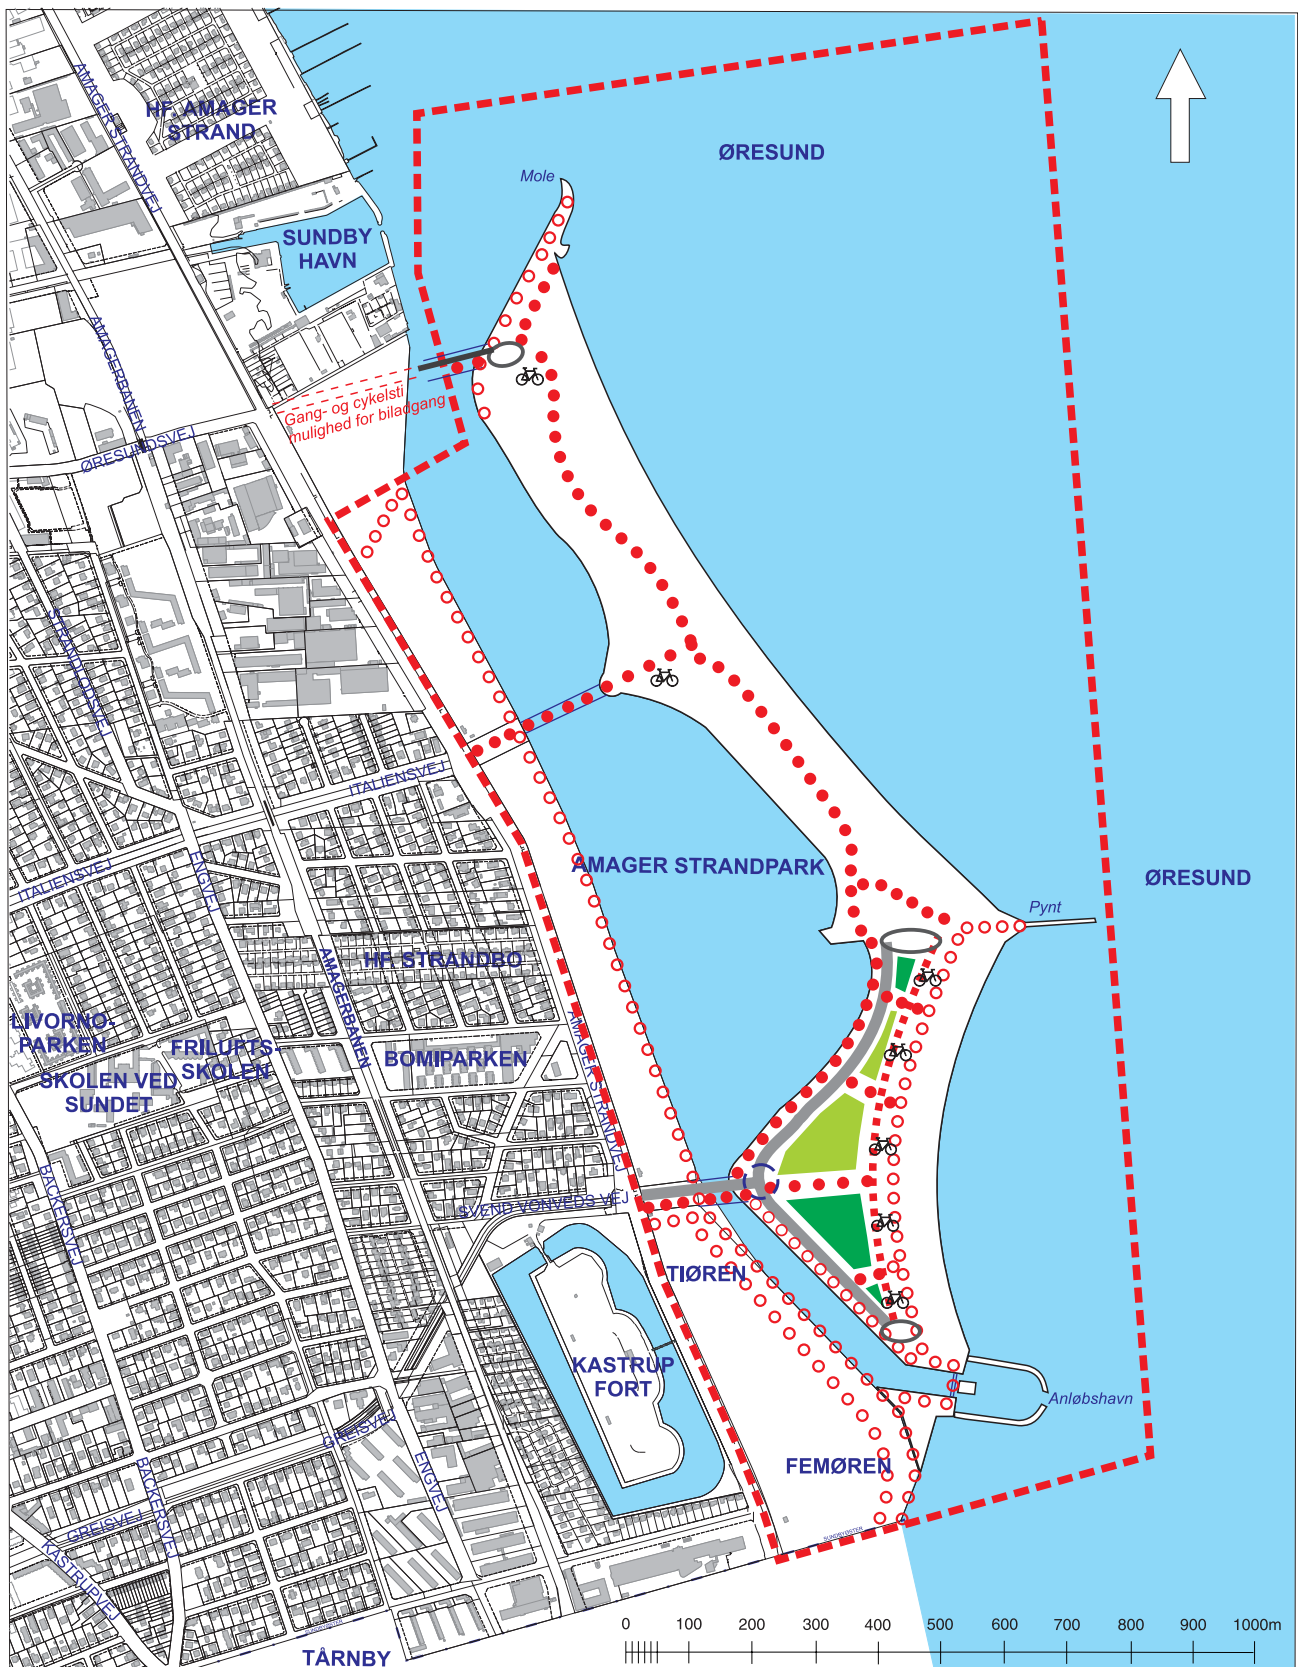 HF. AMAGER
STRAND
AMAGER STRANDVEJ
ØRESUND
Mole
SUNDBY
HAVN
AMAGERBANEN
Gang- og cykelsti
mulighed for biladgang
ØRESUNDSVEJ
STRANDLODSVEJ
ITALIENSVEJ
ITALIENSVEJ
ENGVEJ
AMAGER STRANDPARK
ØRESUND
Pynt
HF. STRANDBO
AMAGERBANEN
LIVORNO-
PARKEN
FRILUFTS-
SKOLEN
BOMIPARKEN
AMAGER STRANDVEJ
SKOLEN VED
SUNDET
BACKERSVEJ
SVEND VONVEDS VEJ
TIØREN
KASTRUP
FORT
Anløbshavn
GREISVEJ
FEMØREN
ENGVEJ
BACKERSVEJ
GREISVEJ
KASTRUPVEJ
SUNDBYØSTER
TÅRNBY
0 100 200 300 400 500 600 700 800 900 1000m